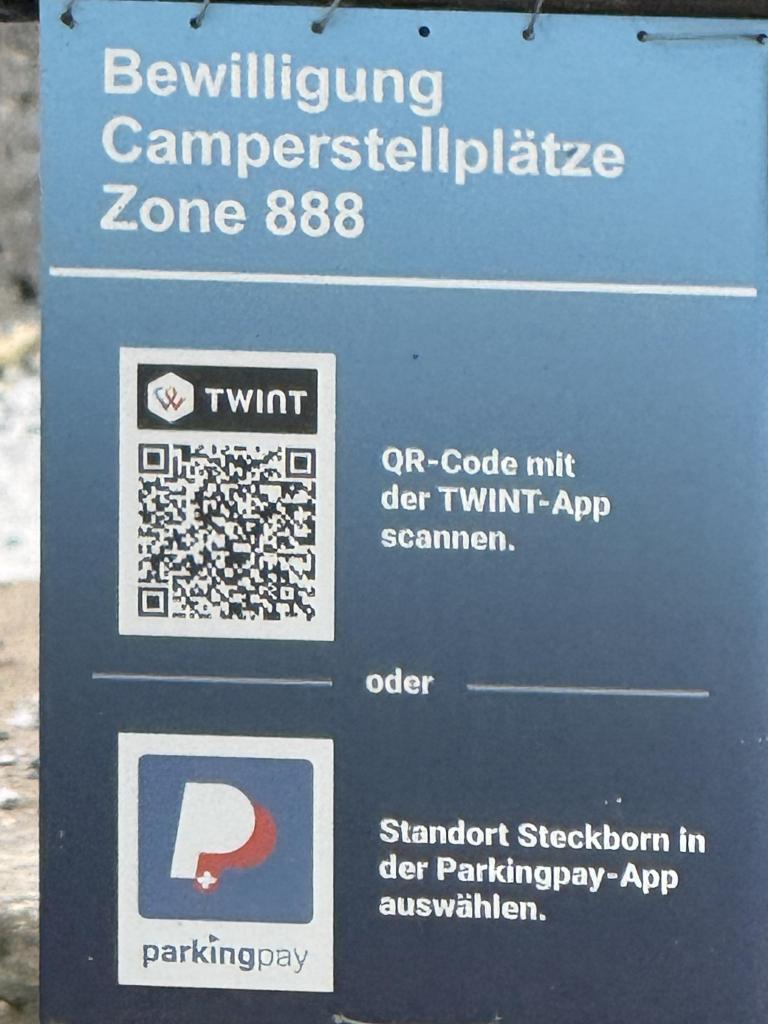 Bewilligung
Camperstellplätze
Zone 888
TWINT
QR-Code mit
der TWINT-App
scannen.
oder
Standort Steckborn in
der Parkingpay-App
auswählen.
parkingpay